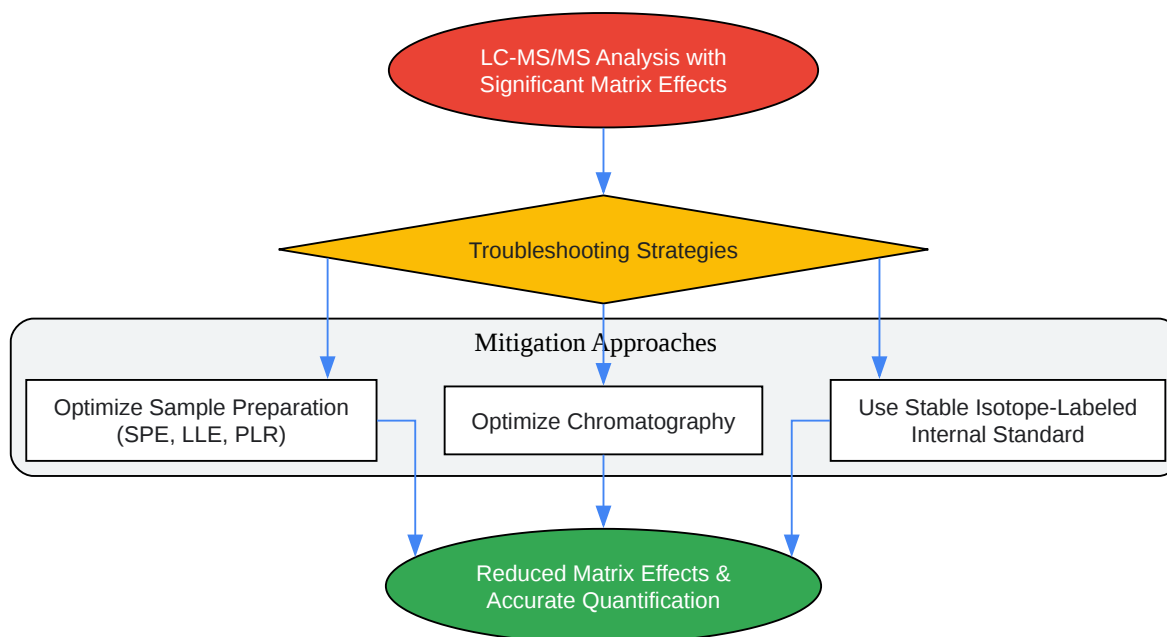 LC-MS/MS Analysis with
Significant Matrix Effects
Troubleshooting Strategies
Mitigation Approaches
Optimize Sample Preparation
(SPE, LLE, PLR)
Optimize Chromatography
Use Stable Isotope-Labeled
Internal Standard
Reduced Matrix Effects &
Accurate Quantification